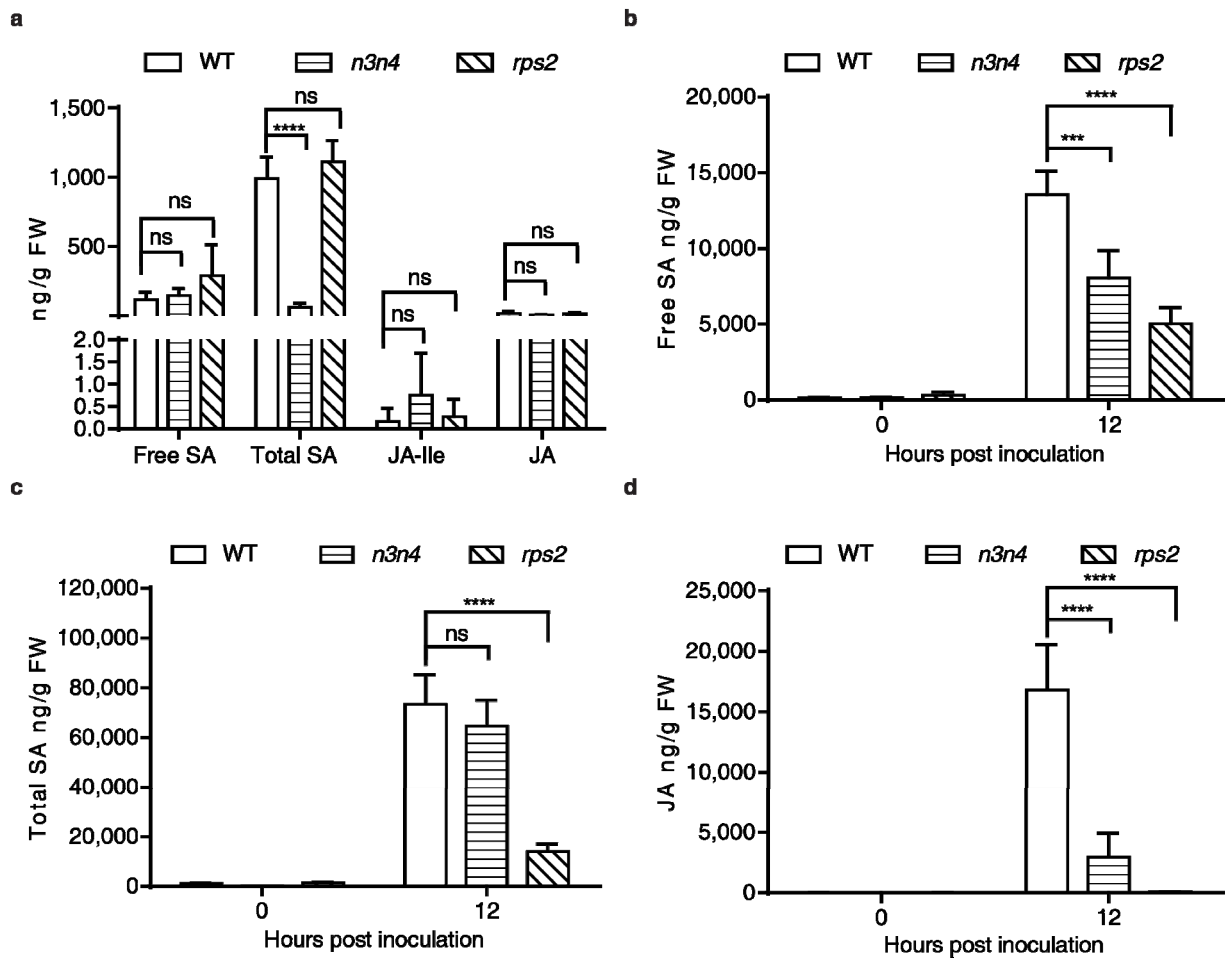 a
WT n3n4 rps2
ng/g FW
1,500
1,000
500
2.0
1.5
1.0
0.5
0.0
ns
****
ns
ns
ns
ns
ns
ns
Free SA Total SA JA-Ile JA
b
WT n3n4 rps2
Free SA ng/g FW
20,000
15,000
10,000
5,000
0
****
***
0 12
Hours post inoculation
c
WT n3n4 rps2
Total SA ng/g FW
120,000
100,000
80,000
60,000
40,000
20,000
0
****
ns
0 12
Hours post inoculation
d
WT n3n4 rps2
JA ng/g FW
25,000
20,000
15,000
10,000
5,000
0
****
****
0 12
Hours post inoculation